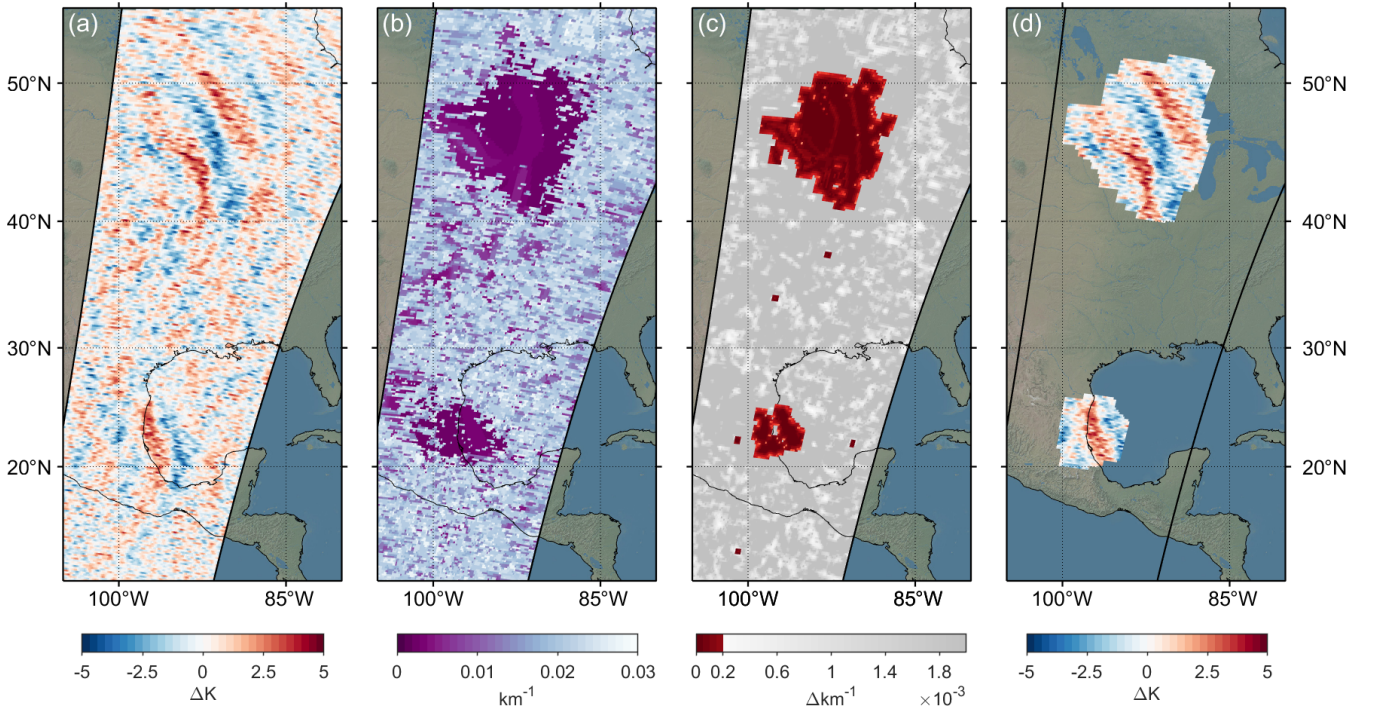 (a) (b) (c) (d)
50°N 50°N
40°N 40°N
30°N 30°N
20°N 20°N
100°W 85°W 100°W 85°W 100°W 85°W 100°W 85°W
-5 -2.5 0 2.5 5 0 0.01 0.02 0.03 0 0.2 0.6 1 1.4 1.8 -5 -2.5 0 2.5 5
ΔK km⁻¹ Δkm⁻¹ ×10⁻³ ΔK